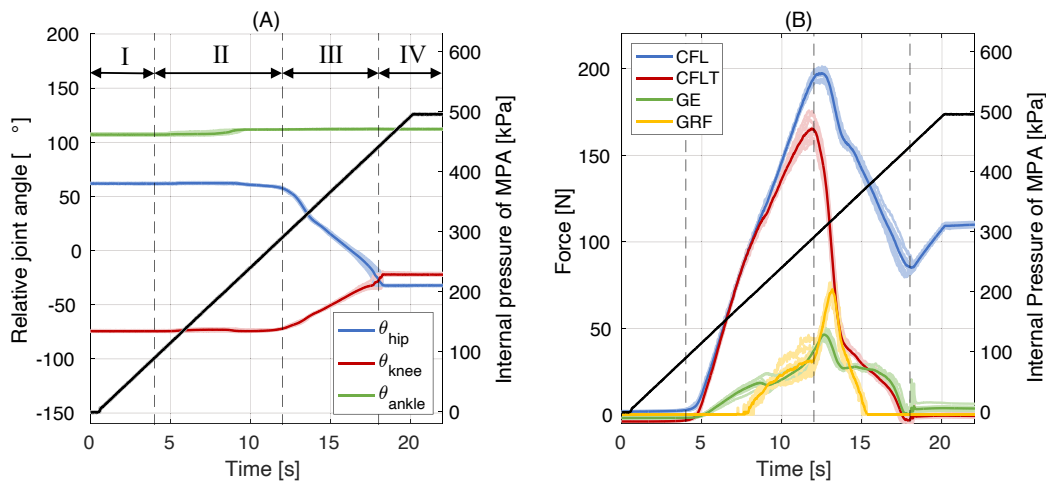 (A)
200
150
100
50
0
-50
-100
-150
Relative joint angle [ °]
I II III IV
600
500
400
300
200
100
0
Internal pressure of MPA [kPa]
θhip
θknee
θankle
0 5 10 15 20
Time [s]
(B)
200
150
100
50
0
Force [N]
CFL
CFLT
GE
GRF
600
500
400
300
200
100
0
Internal Pressure of MPA [kPa]
0 5 10 15 20
Time [s]